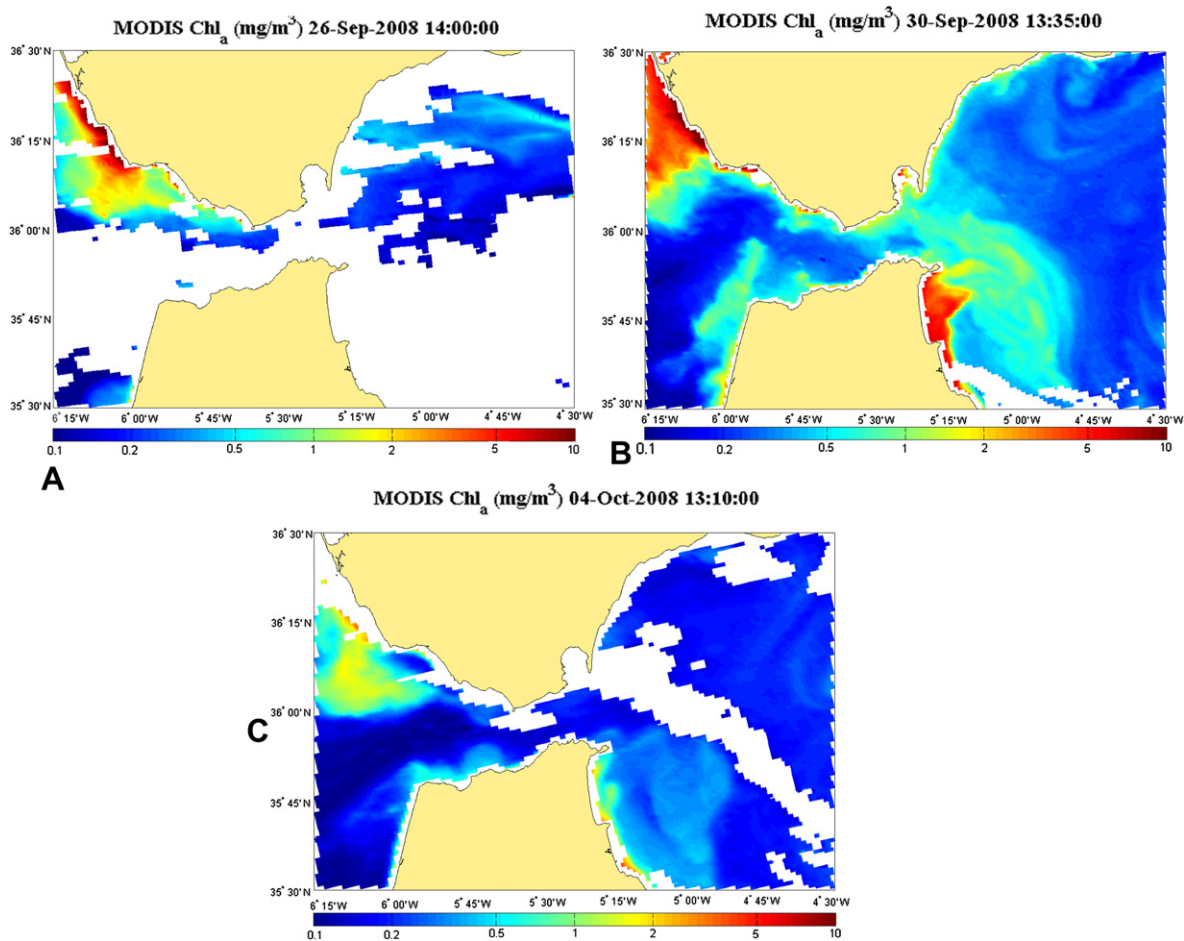 MODIS Chl_a (mg/m³) 26-Sep-2008 14:00:00
36° 30'N
36° 15'N
36° 00'N
35° 45'N
35° 30'N
6° 15'W 6° 00'W 5° 45'W 5° 30'W 5° 15'W 5° 00'W 4° 45'W 4° 30'W
0.1 0.2 0.5 1 2 5 10
A
MODIS Chl_a (mg/m³) 30-Sep-2008 13:35:00
36° 30'N
36° 15'N
36° 00'N
35° 45'N
35° 30'N
6° 15'W 6° 00'W 5° 45'W 5° 30'W 5° 15'W 5° 00'W 4° 45'W 4° 30'W
0.1 0.2 0.5 1 2 5 10
B
MODIS Chl_a (mg/m³) 04-Oct-2008 13:10:00
36° 30'N
36° 15'N
36° 00'N
35° 45'N
35° 30'N
6° 15'W 6° 00'W 5° 45'W 5° 30'W 5° 15'W 5° 00'W 4° 45'W 4° 30'W
0.1 0.2 0.5 1 2 5 10
C